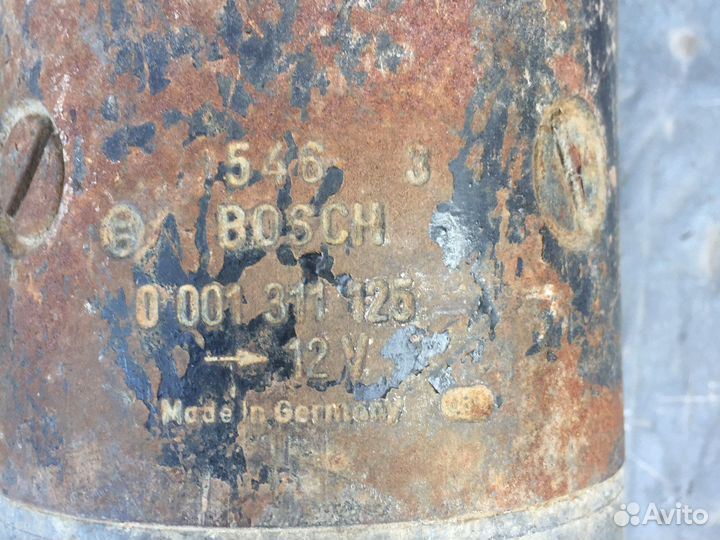 546 3
BOSCH
0 001 311 125
→ 12 V
Made in Germany
Avito